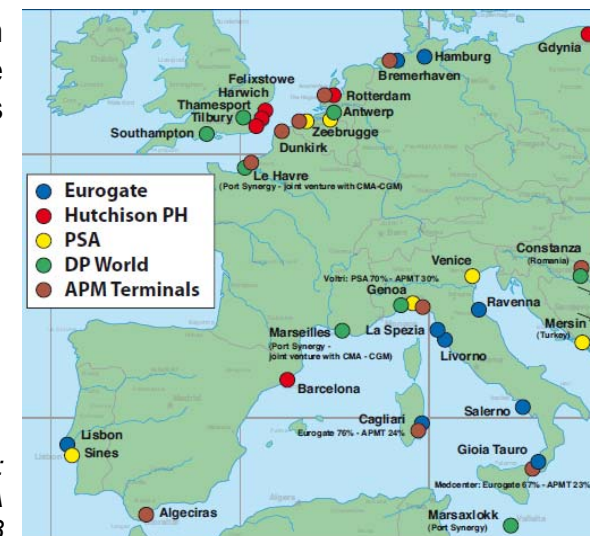 Gdynia
Hamburg
Bremerhaven
Felixstowe
Harwich
Thamesport
Tilbury
Southampton
Rotterdam
Antwerp
Zeebrugge
Dunkirk
Le Havre
(Port Synergy - joint venture with CMA-CGM)
Eurogate
Hutchison PH
PSA
DP World
APM Terminals
Constanza
(Romania)
Venice
Voltri: PSA 70% - APMT 30%
Genoa
Ravenna
Mersin
(Turkey)
Marseilles
(Port Synergy -
joint venture with CMA - CGM)
La Spezia
Livorno
Barcelona
Cagliari
Eurogate 76% - APMT 24%
Salerno
Lisbon
Sines
Gioia Tauro
Medcenter: Eurogate 67% - APMT 23%
Algeciras
Marsaxlokk
(Port Synergy)